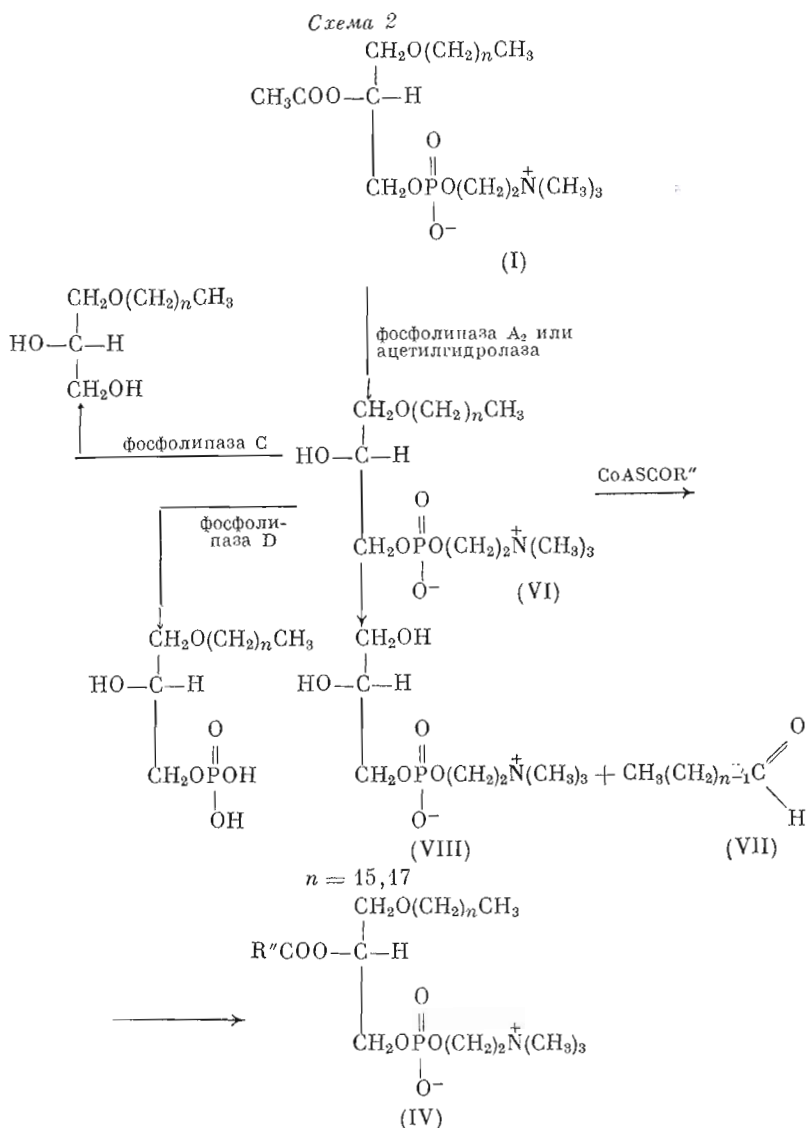 Схема 2
CH₂O(CH₂)ₙCH₃
CH₃COO—C—H
O
CH₂OPO(CH₂)₂N⁺(CH₃)₃
O⁻
(I)
CH₂O(CH₂)ₙCH₃
HO—C—H
CH₂OH
фосфолипаза A₂ или
ацетилгидролаза
CH₂O(CH₂)ₙCH₃
фосфолипаза C
HO—C—H
CoASCOR″
фосфоли-
паза D
O
CH₂OPO(CH₂)₂N⁺(CH₃)₃
O⁻
(VI)
CH₂O(CH₂)ₙCH₃
HO—C—H
O
CH₂OPOH
OH
CH₂OH
HO—C—H
O
CH₂OPO(CH₂)₂N⁺(CH₃)₃ + CH₃(CH₂)ₙ₋₁C
O
H
O⁻
(VIII)
(VII)
n = 15,17
CH₂O(CH₂)ₙCH₃
R″COO—C—H
O
CH₂OPO(CH₂)₂N⁺(CH₃)₃
O⁻
(IV)